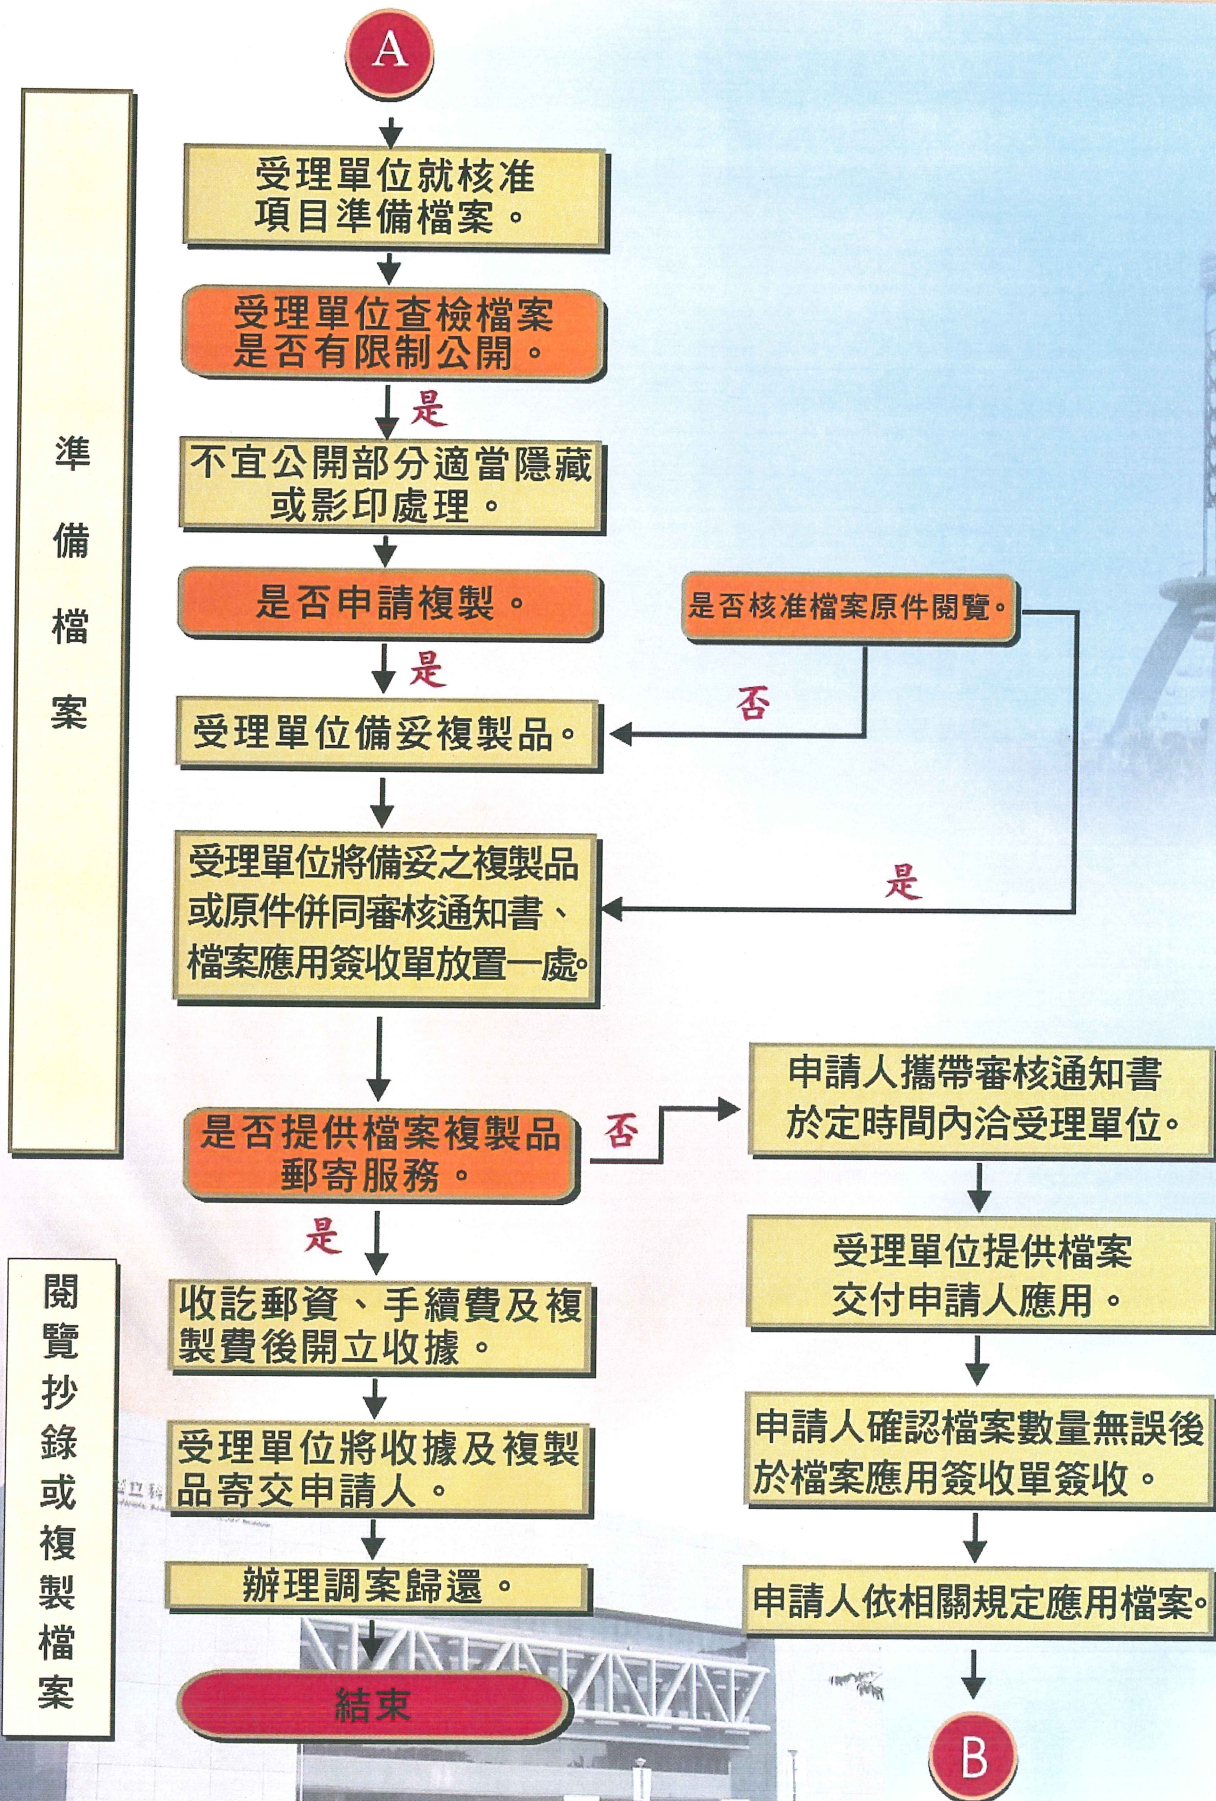 A
準備檔案
受理單位就核准
項目準備檔案。
受理單位查檢檔案
是否有限制公開。
是
不宜公開部分適當隱藏
或影印處理。
是否申請複製。
是否核准檔案原件閱覽。
是
否
受理單位備妥複製品。
受理單位將備妥之複製品
或原件併同審核通知書、
檔案應用簽收單放置一處。
是
是否提供檔案複製品
郵寄服務。
否
是
申請人攜帶審核通知書
於定時間內洽受理單位。
受理單位提供檔案
交付申請人應用。
申請人確認檔案數量無誤後
於檔案應用簽收單簽收。
申請人依相關規定應用檔案。
B
閱覽抄錄或複製檔案
收訖郵資、手續費及複
製費後開立收據。
受理單位將收據及複製
品寄交申請人。
辦理調案歸還。
結束